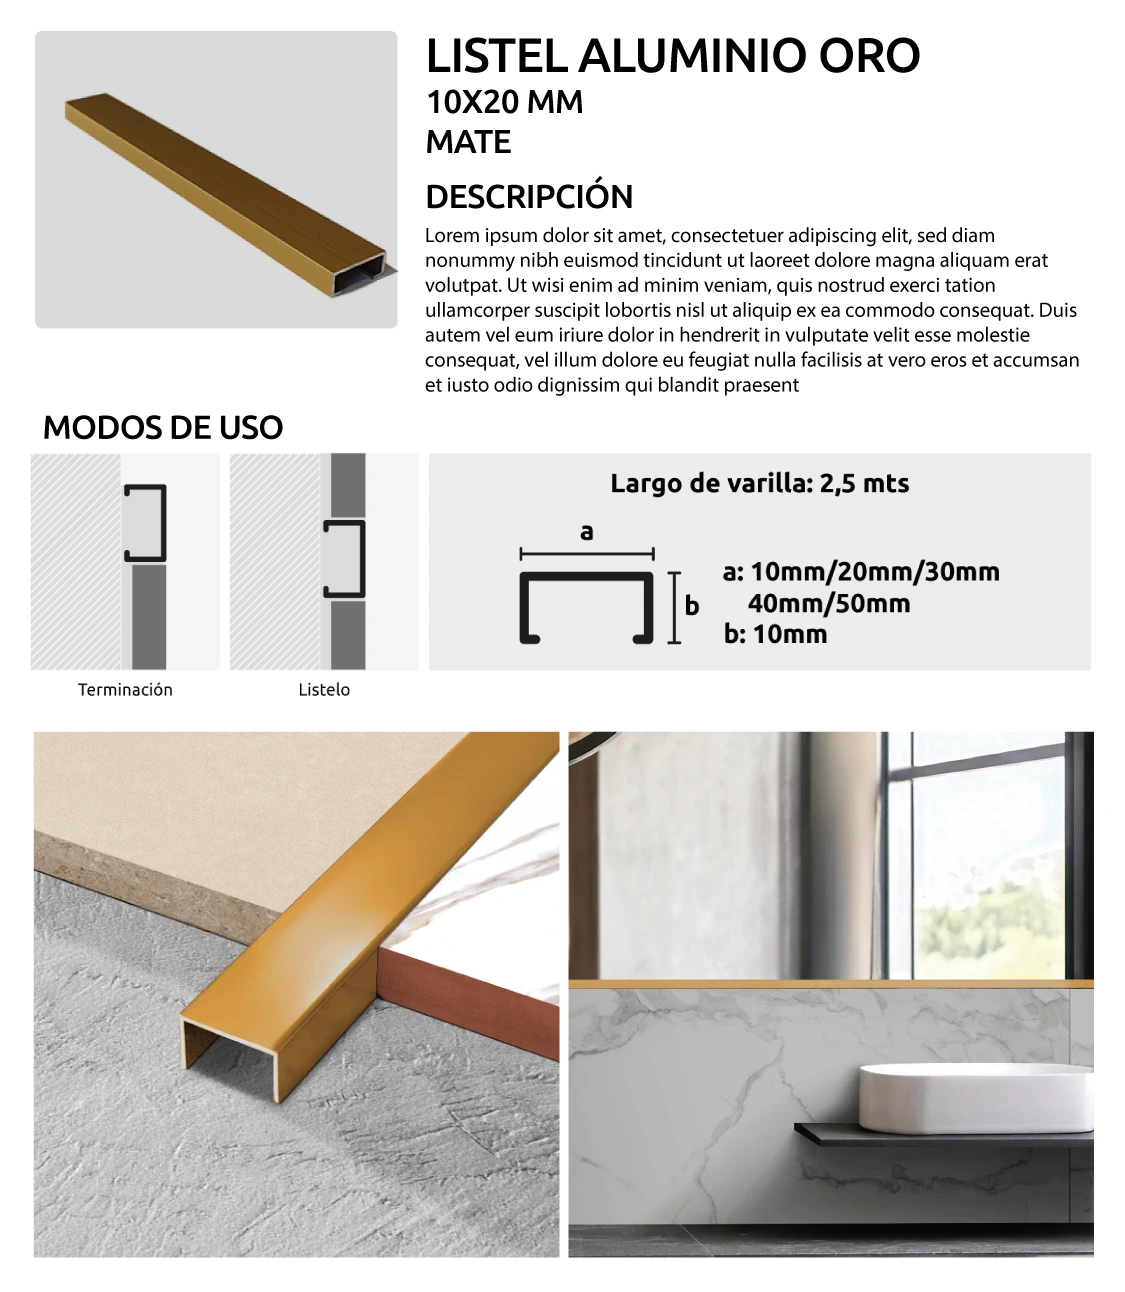 LISTEL ALUMINIO ORO
10X20 MM
MATE
DESCRIPCIÓN
Lorem ipsum dolor sit amet, consectetuer adipiscing elit, sed diam
nonummy nibh euismod tincidunt ut laoreet dolore magna aliquam erat
volutpat. Ut wisi enim ad minim veniam, quis nostrud exerci tation
ullamcorper suscipit lobortis nisl ut aliquip ex ea commodo consequat. Duis
autem vel eum iriure dolor in hendrerit in vulputate velit esse molestie
consequat, vel illum dolore eu feugiat nulla facilisis at vero eros et accumsan
et iusto odio dignissim qui blandit praesent
MODOS DE USO
Terminación
Listelo
Largo de varilla: 2,5 mts
a
b
a: 10mm/20mm/30mm
40mm/50mm
b: 10mm